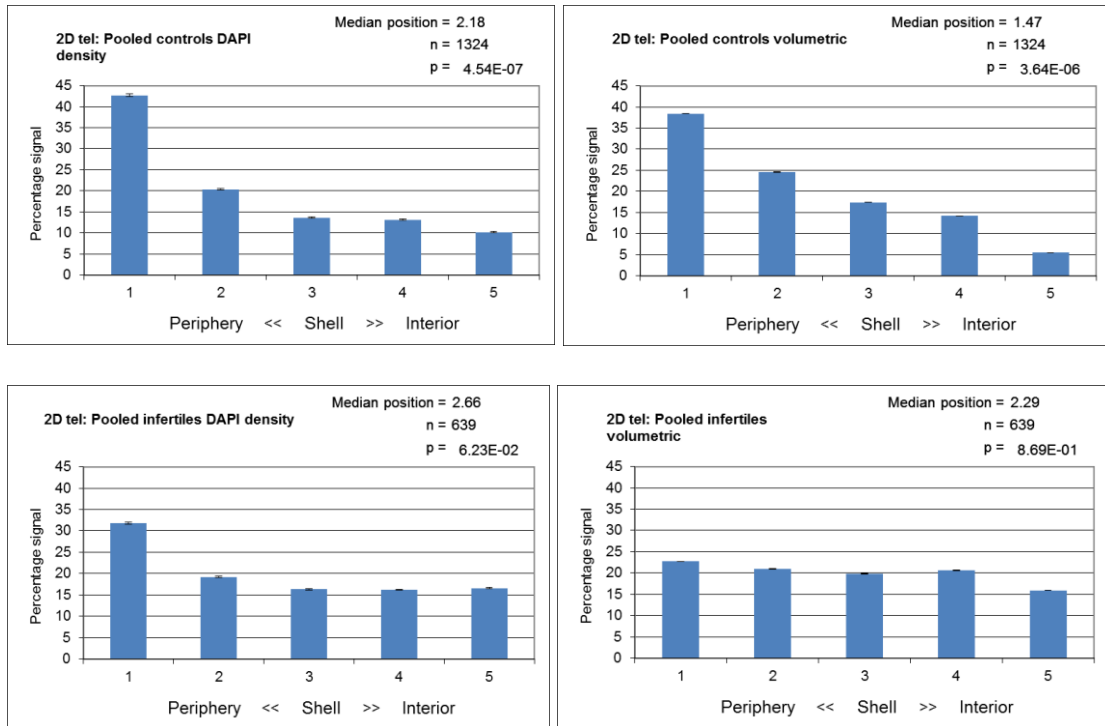 Median position = 2.18
2D tel: Pooled controls DAPI
density
n = 1324
p = 4.54E-07
45
40
35
30
25
20
15
10
5
0
Percentage signal
1 2 3 4 5
Periphery << Shell >> Interior
Median position = 1.47
2D tel: Pooled controls volumetric
n = 1324
p = 3.64E-06
45
40
35
30
25
20
15
10
5
0
Percentage signal
1 2 3 4 5
Periphery << Shell >> Interior
Median position = 2.66
2D tel: Pooled infertiles DAPI density
n = 639
p = 6.23E-02
45
40
35
30
25
20
15
10
5
0
Percentage signal
1 2 3 4 5
Periphery << Shell >> Interior
Median position = 2.29
2D tel: Pooled infertiles
volumetric
n = 639
p = 8.69E-01
45
40
35
30
25
20
15
10
5
0
Percentage signal
1 2 3 4 5
Periphery << Shell >> Interior